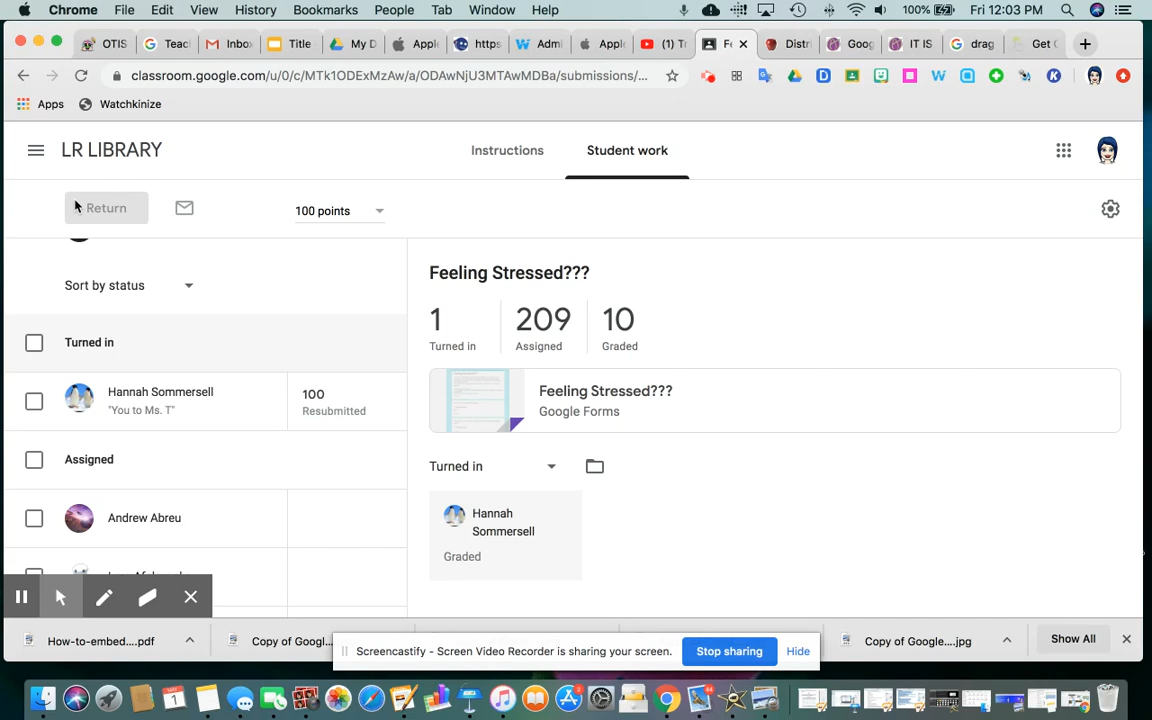 Chrome File Edit View History Bookmarks People Tab Window Help 100% Fri 12:03 PM
OTIS Teac Inbo Title My D Apple https Admi Apple (1) T Fe Distri Goog IT IS drag Get C
classroom.google.com/u/0/c/MTk1ODExMzAw/a/ODAwNjU3MTAwMDBa/submissions/...
Apps Watchkinize
LR LIBRARY Instructions Student work
Return 100 points
Sort by status
Feeling Stressed???
1 209 10
Turned in Assigned Graded
Turned in
Hannah Sommersell 100
"You to Ms. T" Resubmitted
Feeling Stressed???
Google Forms
Assigned
Turned in
Andrew Abreu
Hannah
Sommersell
Graded
How-to-embed....pdf Copy of Googl... Copy of Google....jpg Show All
Screencastify - Screen Video Recorder is sharing your screen. Stop sharing Hide